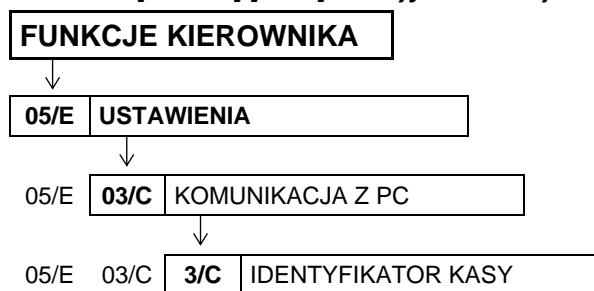 FUNKCJE KIEROWNIKA
05/E USTAWIENIA
05/E 03/C KOMUNIKACJA Z PC
05/E 03/C 3/C IDENTYFIKATOR KASY